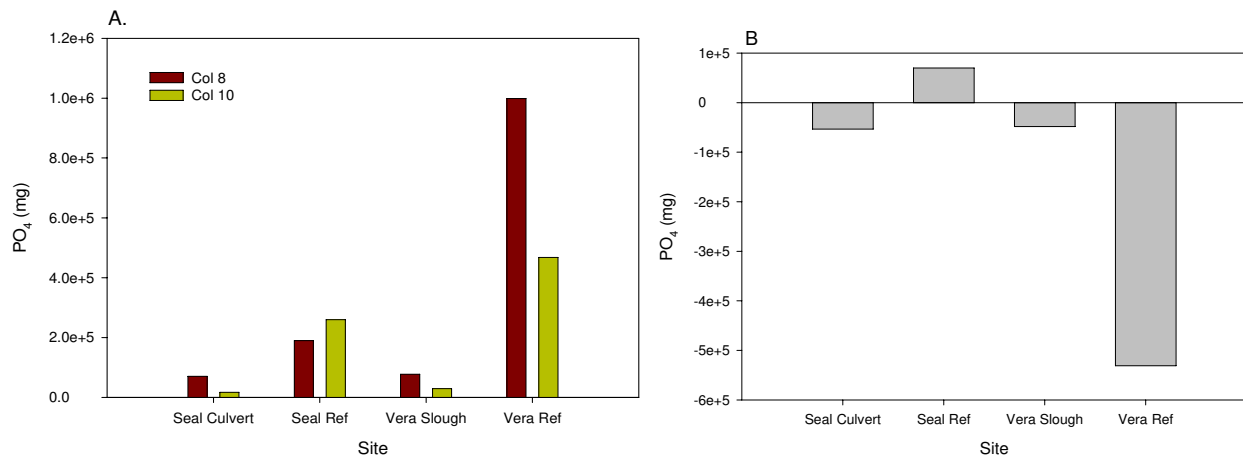 A.
1.2e+6
1.0e+6
8.0e+5
6.0e+5
4.0e+5
2.0e+5
0.0
PO₄ (mg)
Col 8
Col 10
Seal Culvert Seal Ref Vera Slough Vera Ref
Site
B
1e+5
0
-1e+5
-2e+5
-3e+5
-4e+5
-5e+5
-6e+5
PO₄ (mg)
Seal Culvert Seal Ref Vera Slough Vera Ref
Site